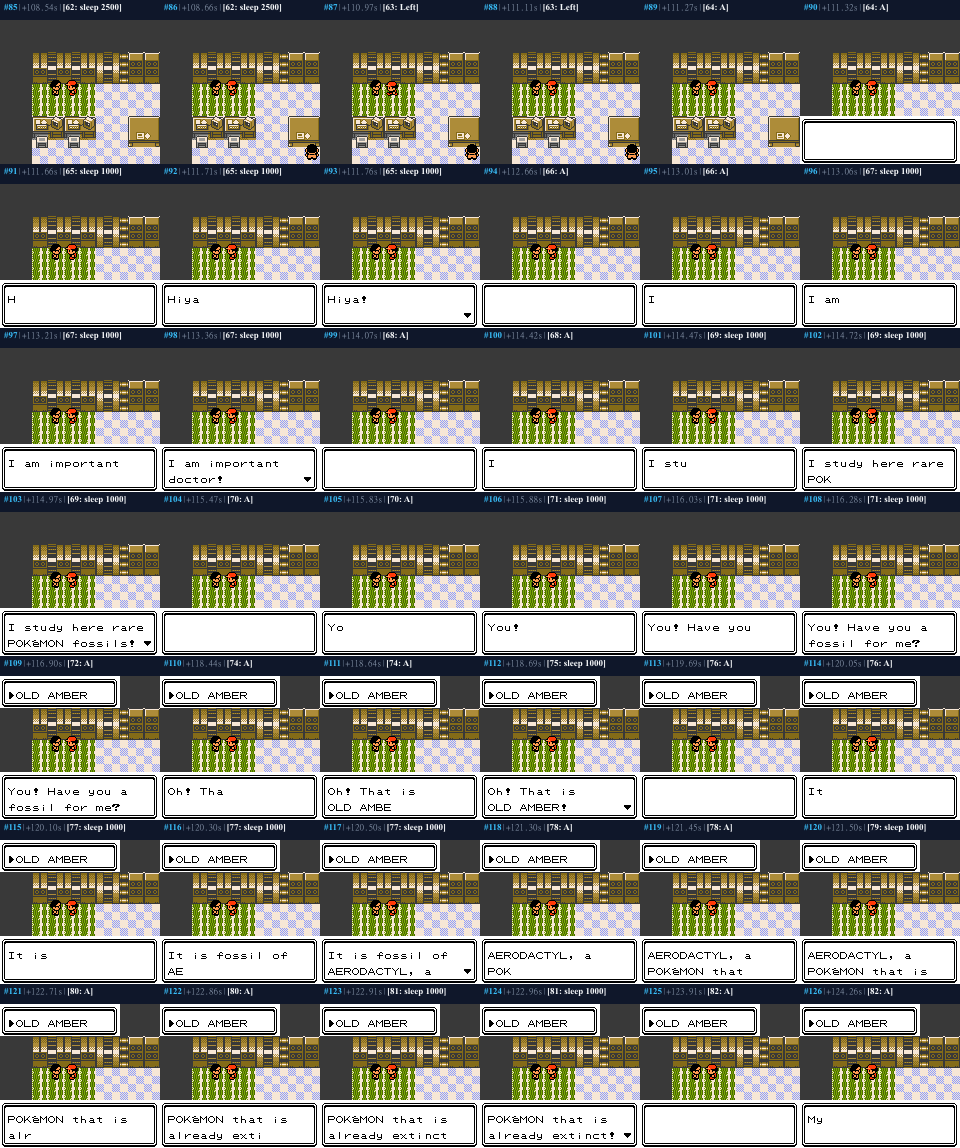 #85|+108.54s|[62: sleep 2500]
#86|+108.66s|[62: sleep 2500]
#87|+110.97s|[63: Left]
#88|+111.11s|[63: Left]
#89|+111.27s|[64: A]
#90|+111.32s|[64: A]
#91|+111.66s|[65: sleep 1000]
#92|+111.71s|[65: sleep 1000]
#93|+111.76s|[65: sleep 1000]
#94|+112.66s|[66: A]
#95|+113.01s|[66: A]
#96|+113.06s|[67: sleep 1000]
H
Hiya
Hiya!
I
I am
#97|+113.21s|[67: sleep 1000]
#98|+113.36s|[67: sleep 1000]
#99|+114.07s|[68: A]
#100|+114.42s|[68: A]
#101|+114.47s|[69: sleep 1000]
#102|+114.72s|[69: sleep 1000]
I am important
I am important
doctor!
I
I stu
I study here rare
POK
#103|+114.97s|[69: sleep 1000]
#104|+115.47s|[70: A]
#105|+115.83s|[70: A]
#106|+115.88s|[71: sleep 1000]
#107|+116.03s|[71: sleep 1000]
#108|+116.28s|[71: sleep 1000]
I study here rare
POKéMON fossils!
Yo
You!
You! Have you
You! Have you a
fossil for me?
#109|+116.90s|[72: A]
#110|+118.44s|[74: A]
#111|+118.64s|[74: A]
#112|+118.69s|[75: sleep 1000]
#113|+119.69s|[76: A]
#114|+120.05s|[76: A]
OLD AMBER
OLD AMBER
OLD AMBER
OLD AMBER
OLD AMBER
OLD AMBER
You! Have you a
fossil for me?
Oh! Tha
Oh! That is
OLD AMBE
Oh! That is
OLD AMBER!
It
#115|+120.10s|[77: sleep 1000]
#116|+120.30s|[77: sleep 1000]
#117|+120.50s|[77: sleep 1000]
#118|+121.30s|[78: A]
#119|+121.45s|[78: A]
#120|+121.50s|[79: sleep 1000]
OLD AMBER
OLD AMBER
OLD AMBER
OLD AMBER
OLD AMBER
OLD AMBER
It is
It is fossil of
AE
It is fossil of
AERODACTYL, a
AERODACTYL, a
POK
AERODACTYL, a
POKéMON that
AERODACTYL, a
POKéMON that is
#121|+122.71s|[80: A]
#122|+122.86s|[80: A]
#123|+122.91s|[81: sleep 1000]
#124|+122.96s|[81: sleep 1000]
#125|+123.91s|[82: A]
#126|+124.26s|[82: A]
OLD AMBER
OLD AMBER
OLD AMBER
OLD AMBER
OLD AMBER
OLD AMBER
POKéMON that is
alr
POKéMON that is
already exti
POKéMON that is
already extinct
POKéMON that is
already extinct!
My